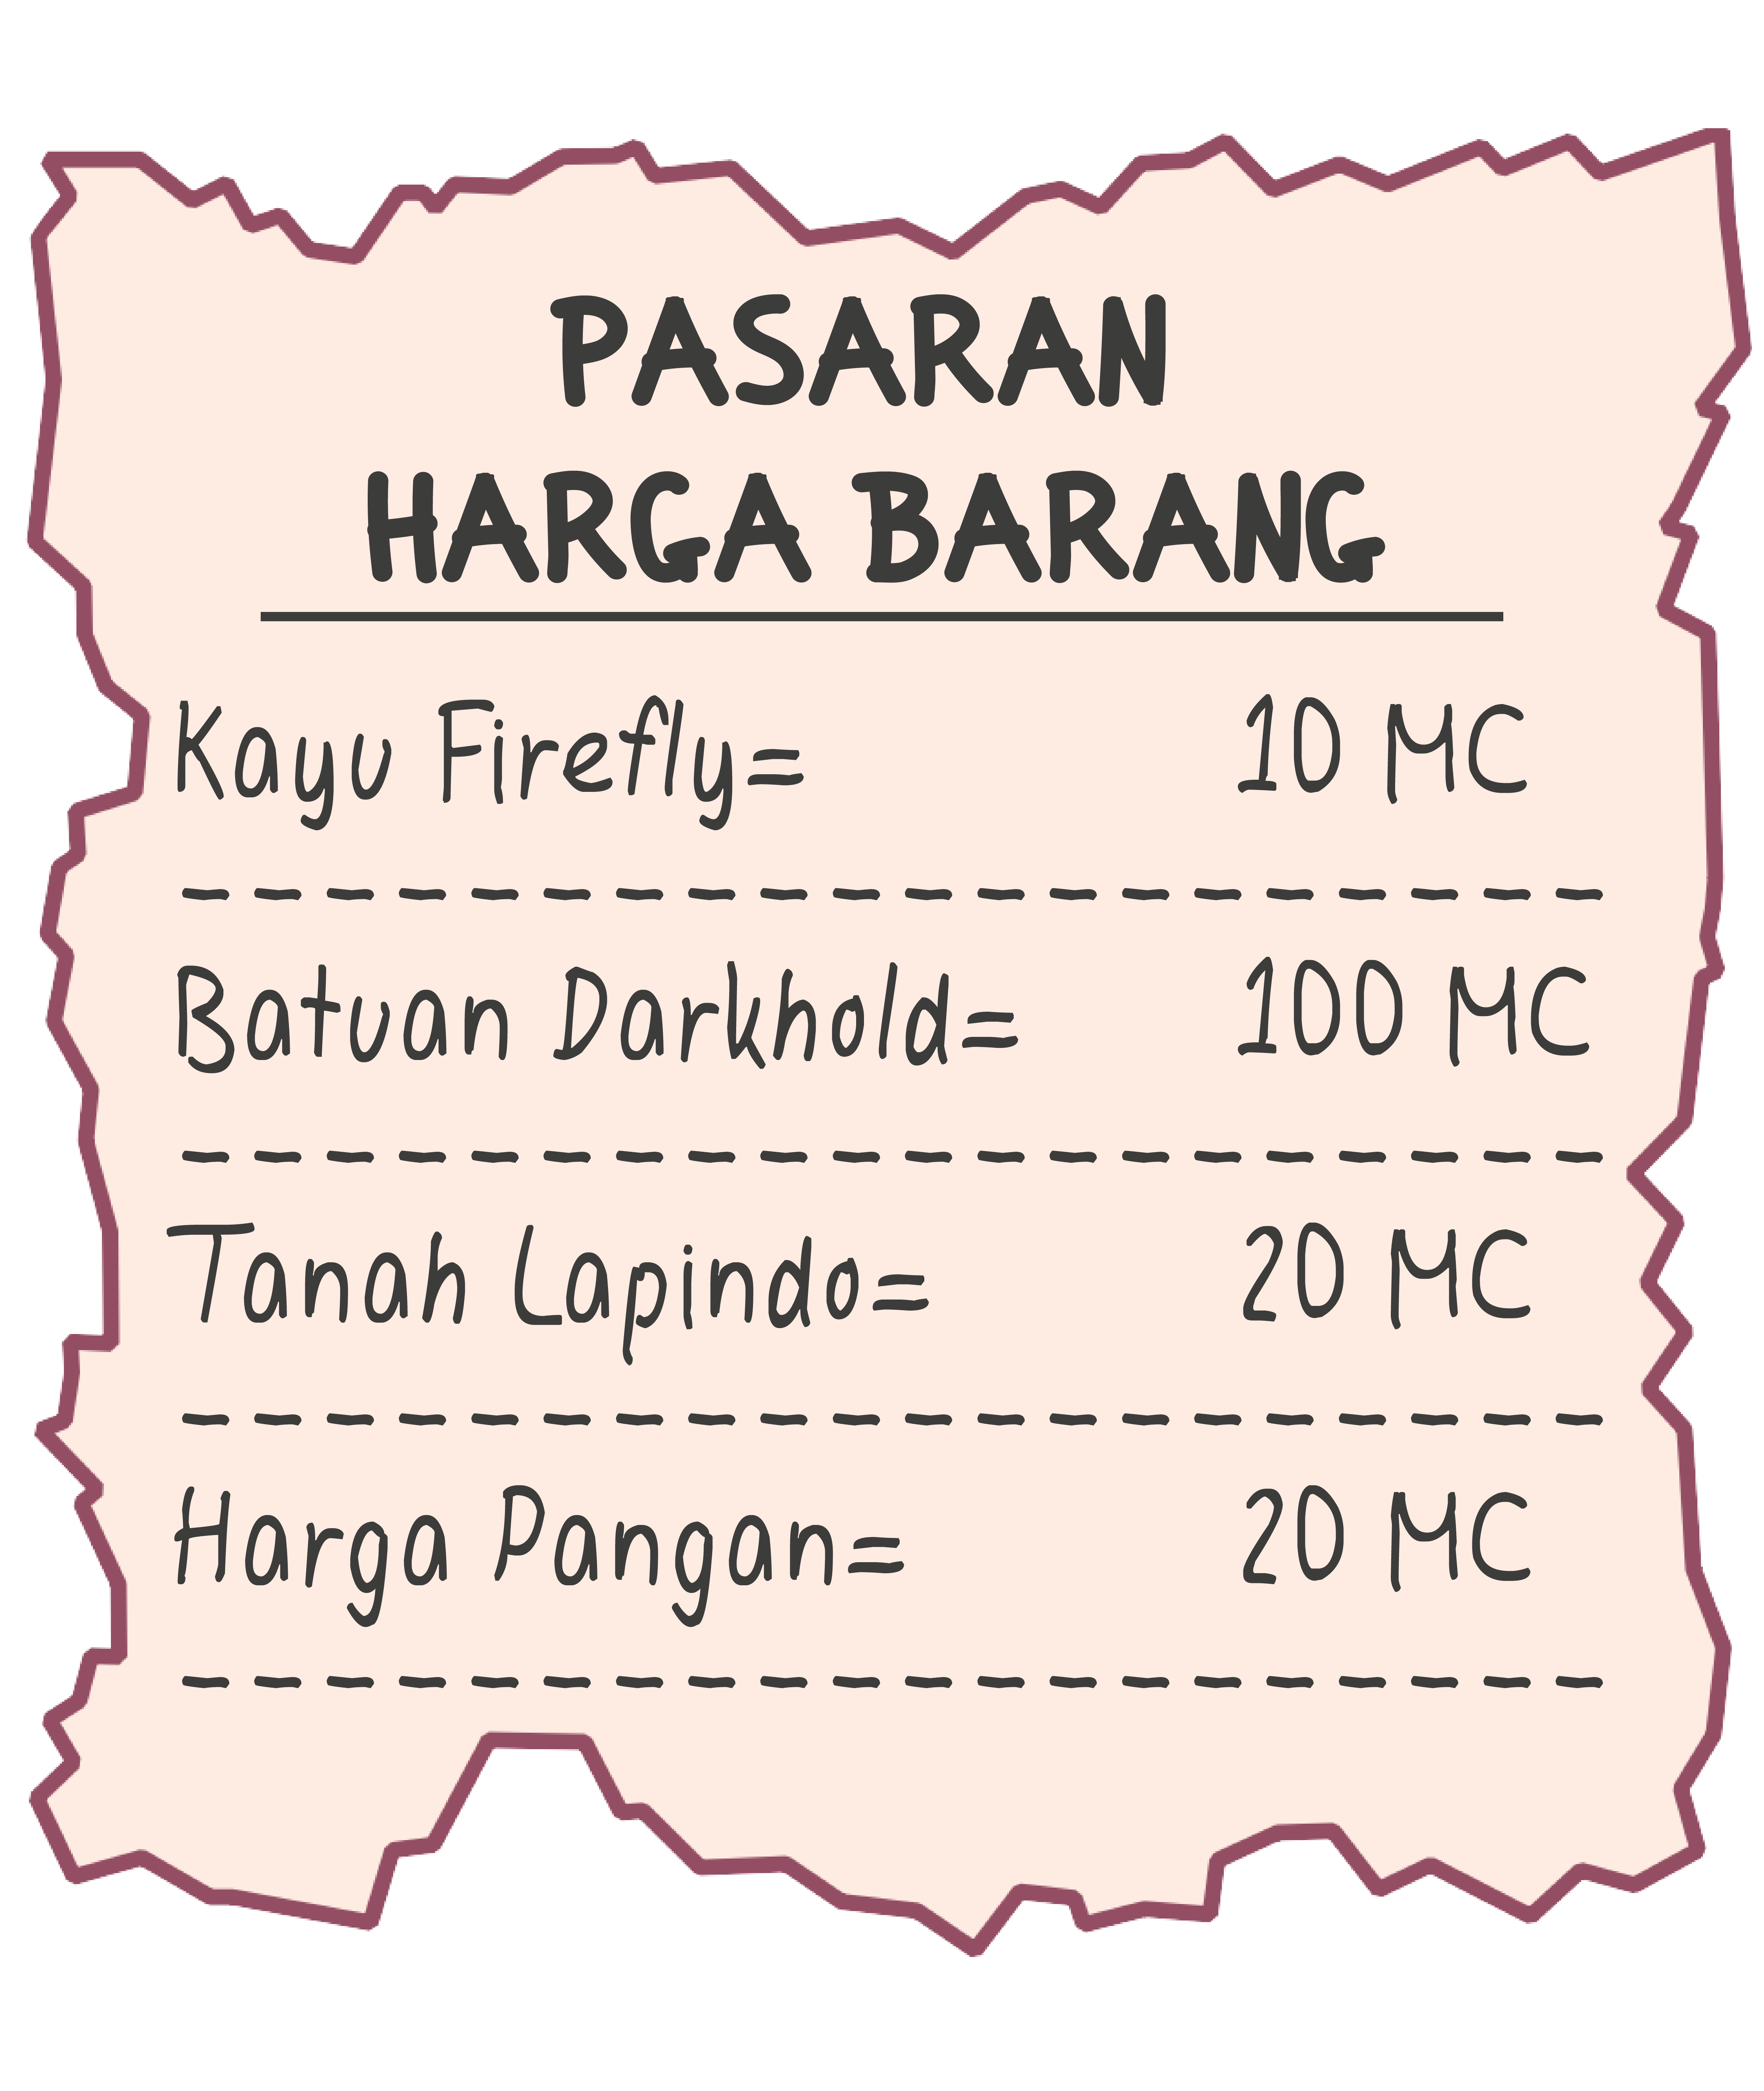 PASARAN
HARGA BARANG
Kayu Firefly= 10 MC
Batuan Darkhold= 100 MC
Tanah Lapindo= 20 MC
Harga Pangan= 20 MC